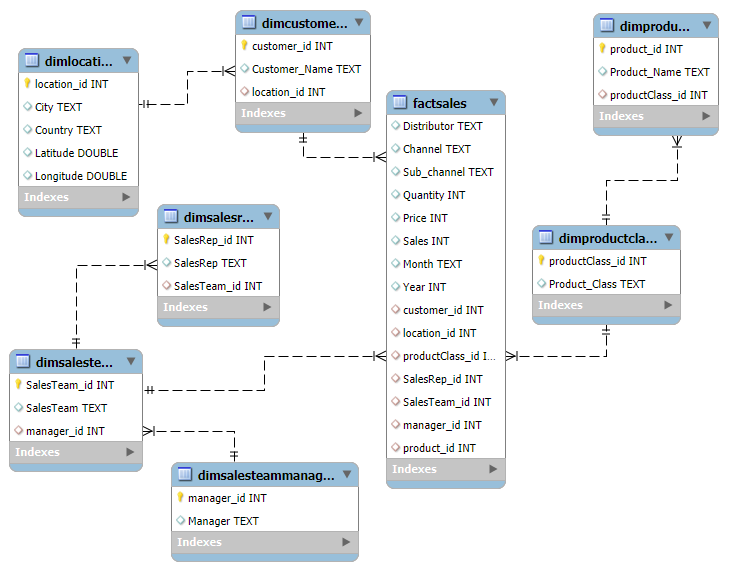 dimlocati...
location_id INT
City TEXT
Country TEXT
Latitude DOUBLE
Longitude DOUBLE
Indexes
dimcustome...
customer_id INT
Customer_Name TEXT
location_id INT
Indexes
dimsalesr...
SalesRep_id INT
SalesRep TEXT
SalesTeam_id INT
Indexes
dimsaleste...
SalesTeam_id INT
SalesTeam TEXT
manager_id INT
Indexes
dimsalesteammanag...
manager_id INT
Manager TEXT
Indexes
factsales
Distributor TEXT
Channel TEXT
Sub_channel TEXT
Quantity INT
Price INT
Sales INT
Month TEXT
Year INT
customer_id INT
location_id INT
productClass_id I...
SalesRep_id INT
SalesTeam_id INT
manager_id INT
product_id INT
Indexes
dimprodu...
product_id INT
Product_Name TEXT
productClass_id INT
Indexes
dimproductcla...
productClass_id INT
Product_Class TEXT
Indexes